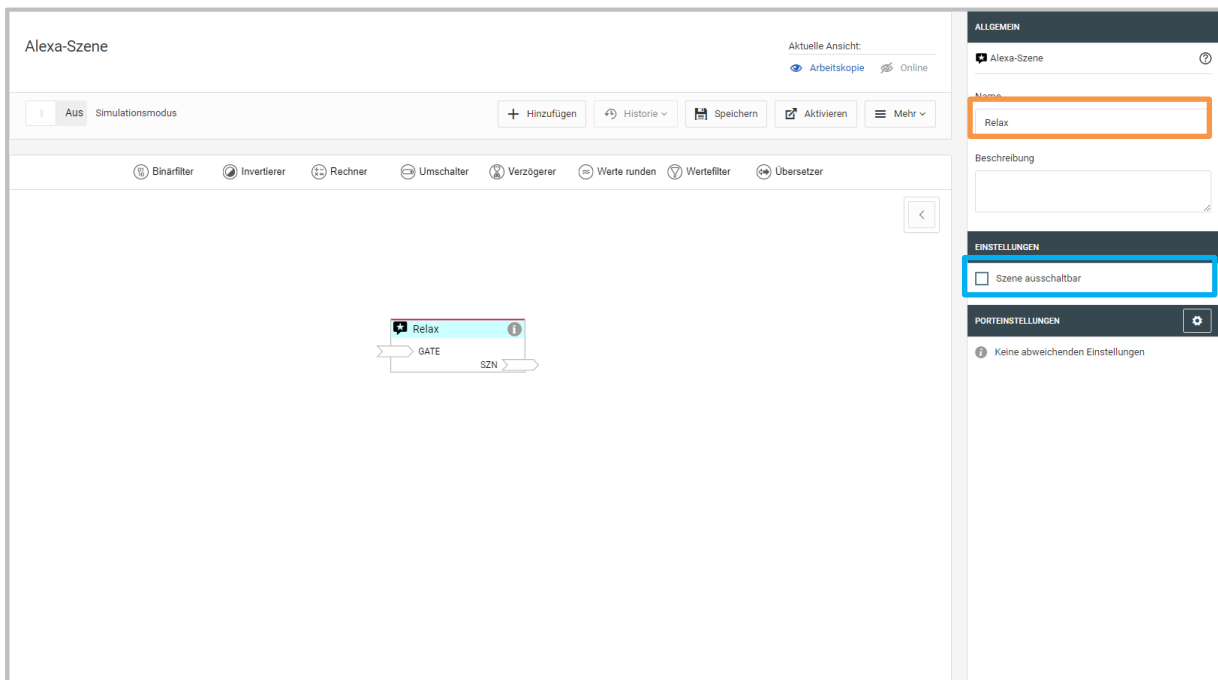 Alexa-Szene
Aktuelle Ansicht:
Arbeitskopie Online
Aus Simulationsmodus
Hinzufügen Historie Speichern Aktivieren Mehr
Binärfilter Invertierer Rechner Umschalter Verzögerer Werte runden Wertefilter Übersetzer
Relax
GATE
SZN
ALLGEMEIN
Alexa-Szene
Name
Relax
Beschreibung
EINSTELLUNGEN
Szene ausschaltbar
PORTEINSTELLUNGEN
Keine abweichenden Einstellungen